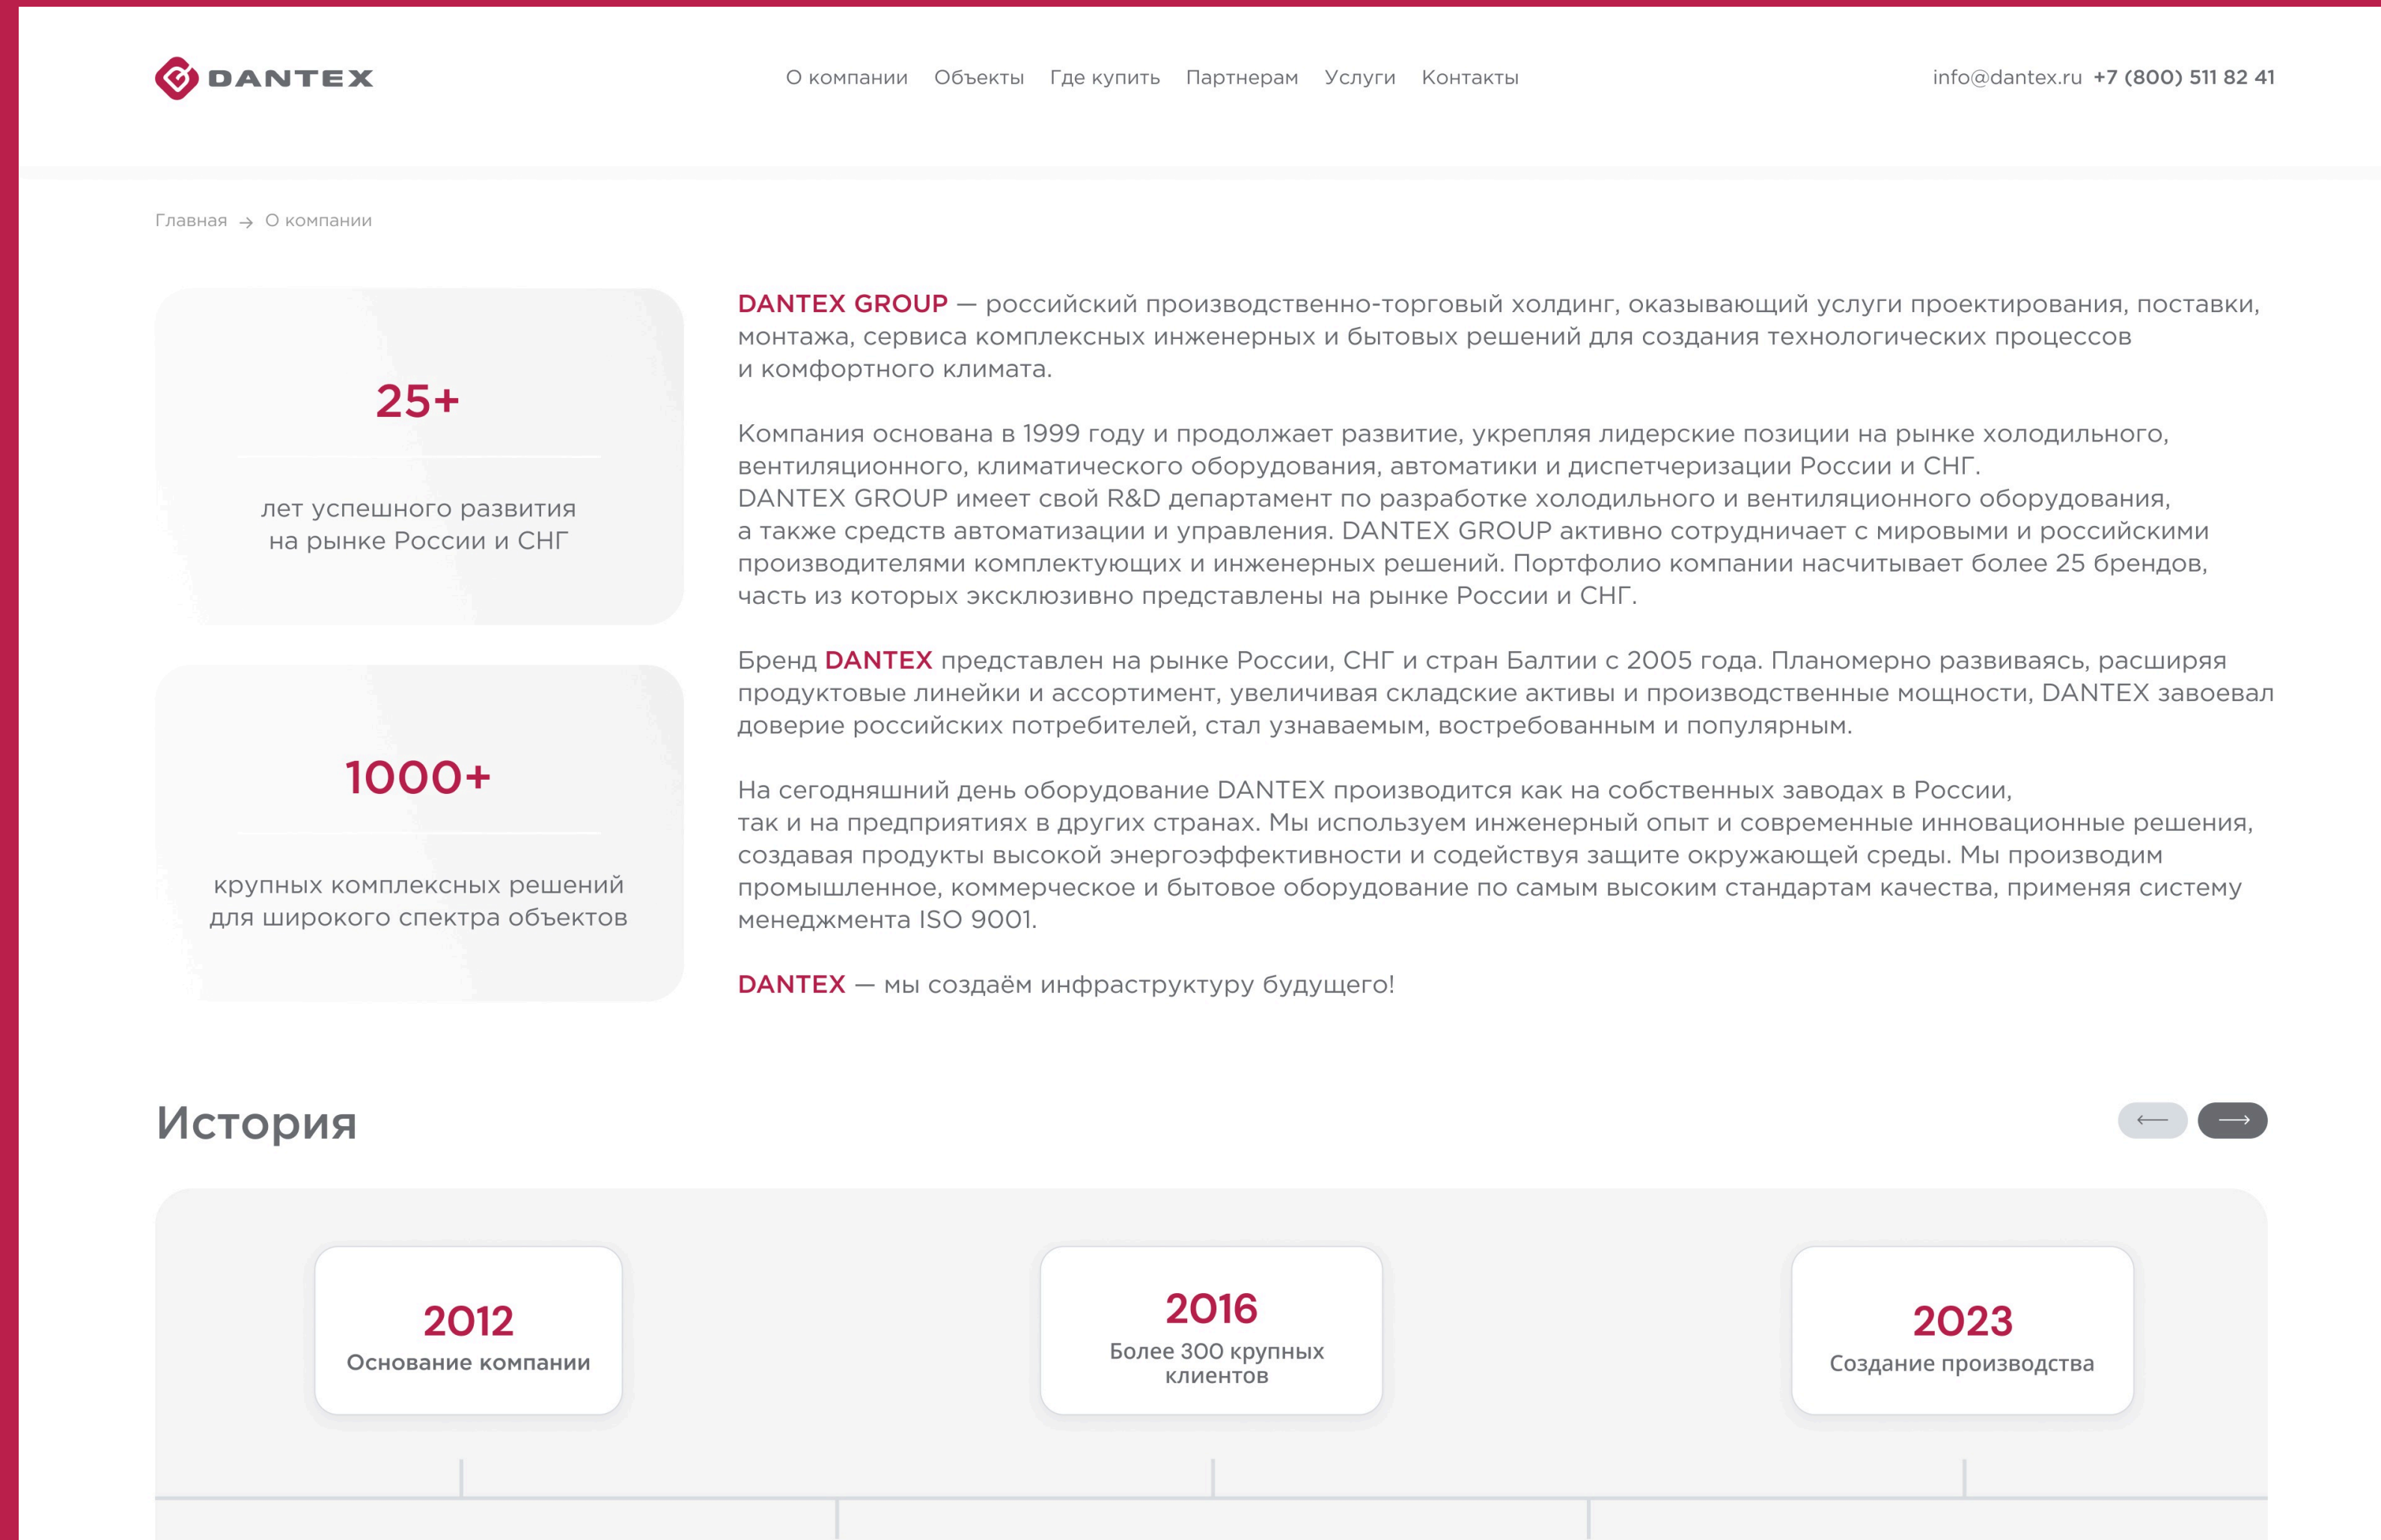 DANTEX
О компании Объекты Где купить Партнерам Услуги Контакты
info@dantex.ru +7 (800) 511 82 41
Главная → О компании
25+
лет успешного развития
на рынке России и СНГ
1000+
крупных комплексных решений
для широкого спектра объектов
DANTEX GROUP — российский производственно-торговый холдинг, оказывающий услуги проектирования, поставки,
монтажа, сервиса комплексных инженерных и бытовых решений для создания технологических процессов
и комфортного климата.
Компания основана в 1999 году и продолжает развитие, укрепляя лидерские позиции на рынке холодильного,
вентиляционного, климатического оборудования, автоматики и диспетчеризации России и СНГ.
DANTEX GROUP имеет свой R&D департамент по разработке холодильного и вентиляционного оборудования,
а также средств автоматизации и управления. DANTEX GROUP активно сотрудничает с мировыми и российскими
производителями комплектующих и инженерных решений. Портфолио компании насчитывает более 25 брендов,
часть из которых эксклюзивно представлены на рынке России и СНГ.
Бренд DANTEX представлен на рынке России, СНГ и стран Балтии с 2005 года. Планомерно развиваясь, расширяя
продуктовые линейки и ассортимент, увеличивая складские активы и производственные мощности, DANTEX завоевал
доверие российских потребителей, стал узнаваемым, востребованным и популярным.
На сегодняшний день оборудование DANTEX производится как на собственных заводах в России,
так и на предприятиях в других странах. Мы используем инженерный опыт и современные инновационные решения,
создавая продукты высокой энергоэффективности и содействуя защите окружающей среды. Мы производим
промышленное, коммерческое и бытовое оборудование по самым высоким стандартам качества, применяя систему
менеджмента ISO 9001.
DANTEX — мы создаём инфраструктуру будущего!
История
2012
Основание компании
2016
Более 300 крупных
клиентов
2023
Создание производства